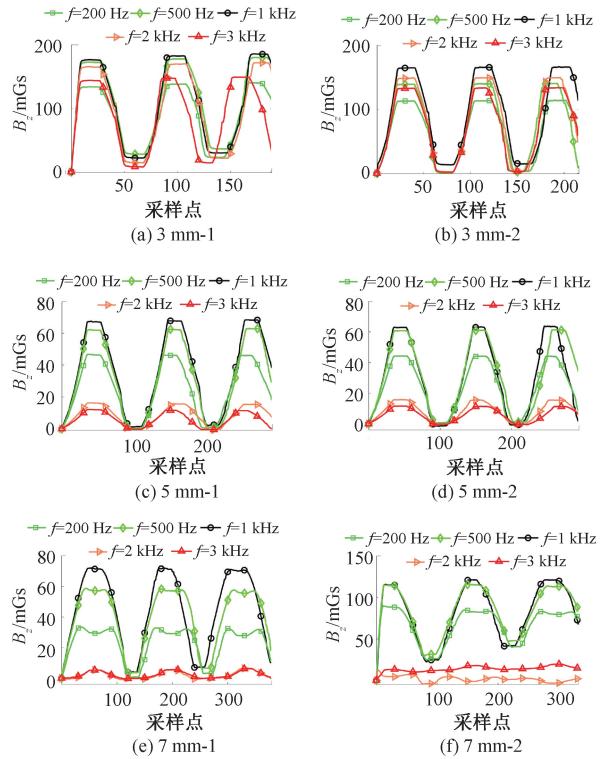 f=200 Hz f=500 Hz f=1 kHz
f=2 kHz f=3 kHz
200
100
0
B_z/mGs
50 100 150
采样点
(a) 3 mm-1
f=200 Hz f=500 Hz f=1 kHz
f=2 kHz f=3 kHz
200
100
0
B_z/mGs
50 100 150 200
采样点
(b) 3 mm-2
f=200 Hz f=500 Hz f=1 kHz
f=2 kHz f=3 kHz
80
60
40
20
0
B_z/mGs
100 200
采样点
(c) 5 mm-1
f=200 Hz f=500 Hz f=1 kHz
f=2 kHz f=3 kHz
80
60
40
20
0
B_z/mGs
100 200
采样点
(d) 5 mm-2
f=200 Hz f=500 Hz f=1 kHz
f=2 kHz f=3 kHz
80
60
40
20
0
B_z/mGs
100 200 300
采样点
(e) 7 mm-1
f=200 Hz f=500 Hz f=1 kHz
f=2 kHz f=3 kHz
150
100
50
0
B_z/mGs
100 200 300
采样点
(f) 7 mm-2